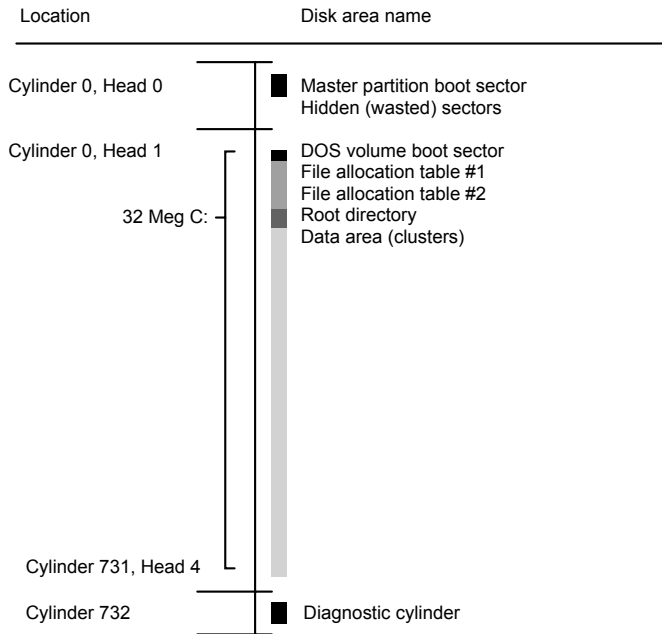 Location Disk area name
Cylinder 0, Head 0 Master partition boot sector
Hidden (wasted) sectors
Cylinder 0, Head 1 DOS volume boot sector
File allocation table #1
File allocation table #2
32 Meg C: Root directory
Data area (clusters)
Cylinder 731, Head 4
Cylinder 732 Diagnostic cylinder